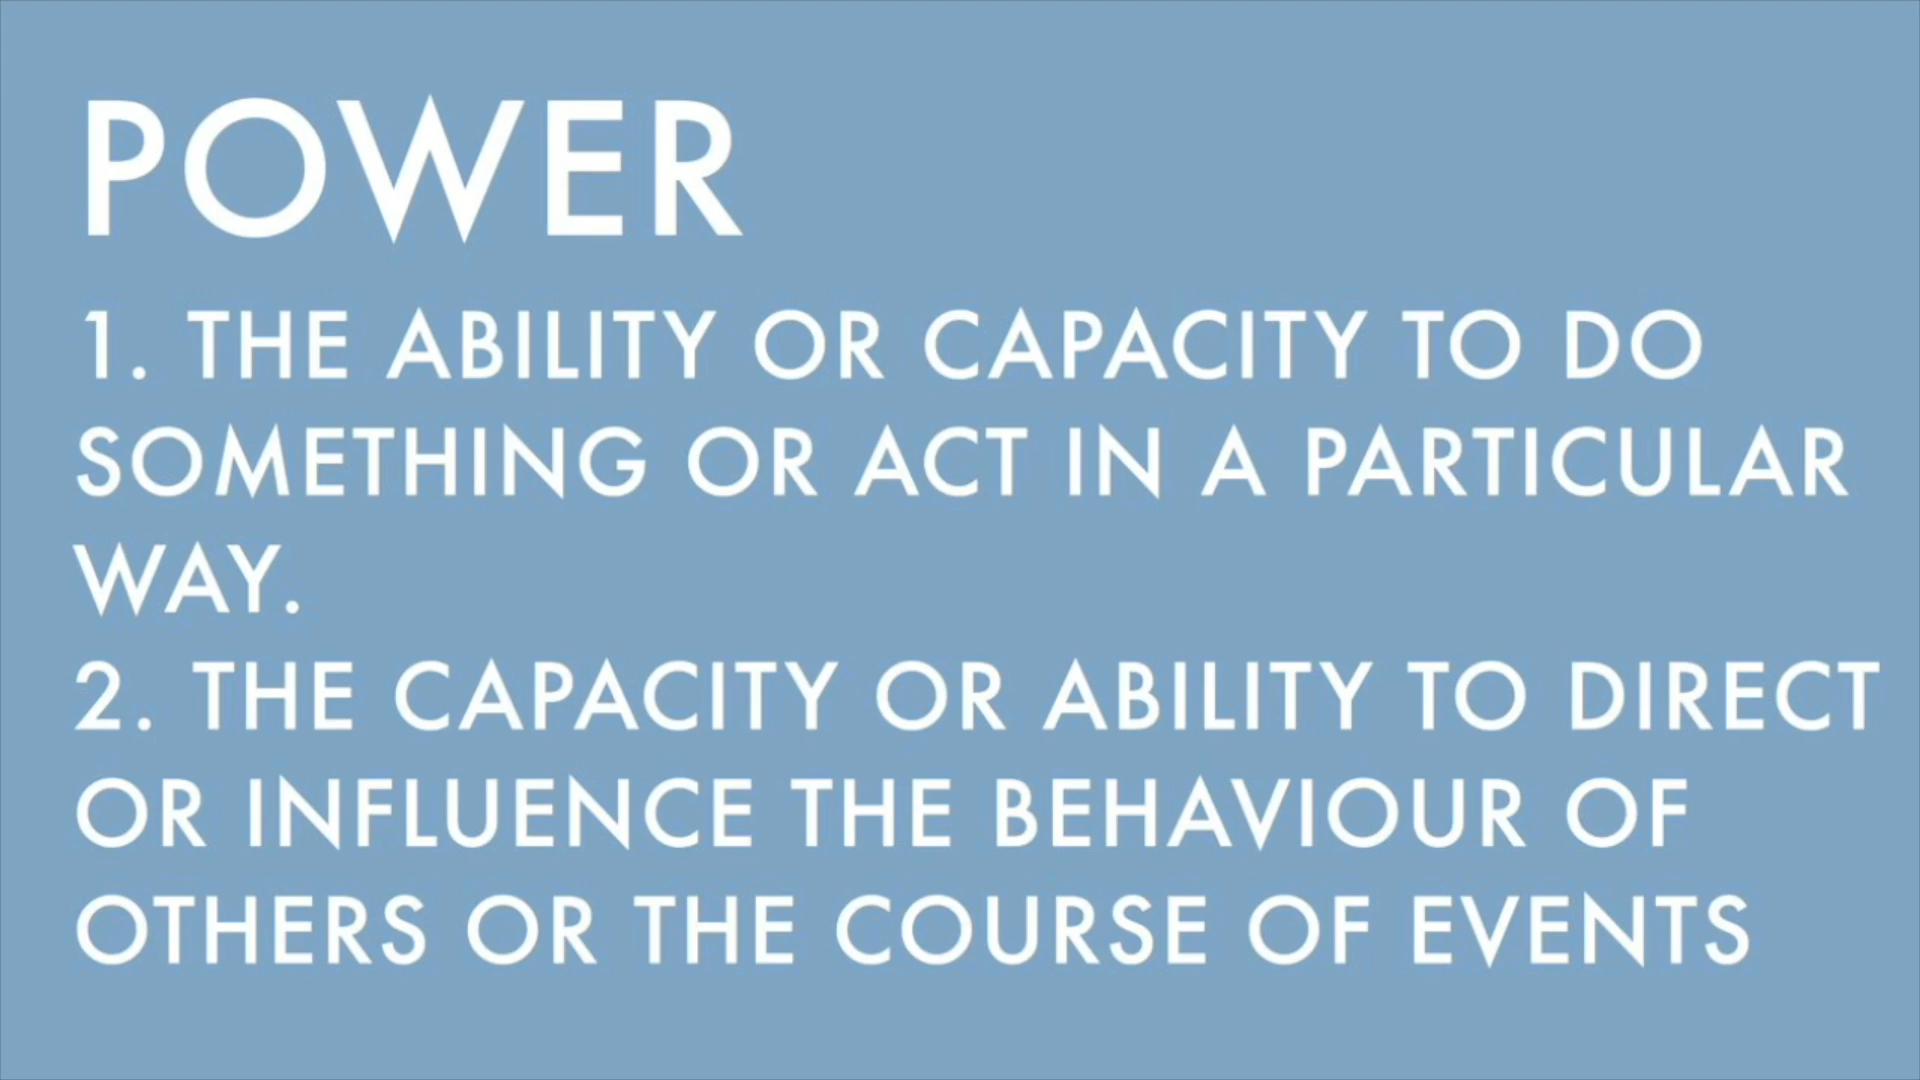 POWER
1. THE ABILITY OR CAPACITY TO DO
SOMETHING OR ACT IN A PARTICULAR
WAY.
2. THE CAPACITY OR ABILITY TO DIRECT
OR INFLUENCE THE BEHAVIOUR OF
OTHERS OR THE COURSE OF EVENTS